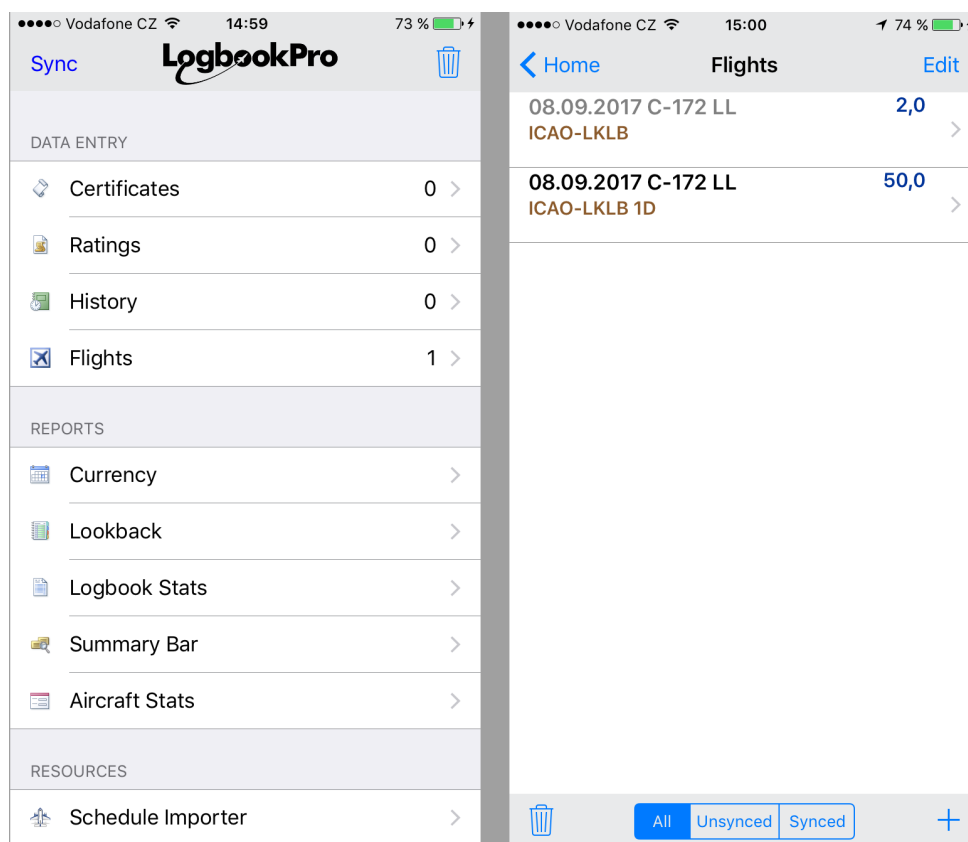 Vodafone CZ 14:59 73 %
Sync LogbookPro
DATA ENTRY
Certificates 0
Ratings 0
History 0
Flights 1
REPORTS
Currency
Lookback
Logbook Stats
Summary Bar
Aircraft Stats
RESOURCES
Schedule Importer
Vodafone CZ 15:00 74 %
Home Flights Edit
08.09.2017 C-172 LL 2,0
ICAO-LKLB
08.09.2017 C-172 LL 50,0
ICAO-LKLB 1D
All Unsynced Synced